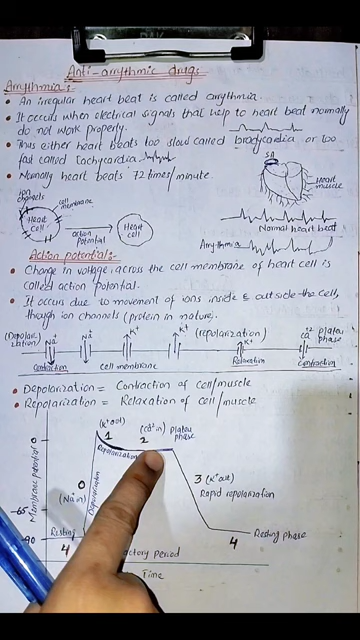 Anti-arrythmic drugs
Arrythmia:-
• An irregular heart beat is called arrythmia.
• It occurs when electrical signals that help to heart beat normally
do not work property.
• Thus either heart beats too slow called bradycardia or too
fast called tachycardia.
• Normally heart beats 72 times/minute.
SA
Heart
muscle
ion
channels
cell membrane
Heart
cell
action
Potential
Heart
cell
Normal heart beat
Arrythmia
Action potential:-
• Change in voltage across the cell membrane of heart cell is
called action potential.
• It occurs due to movement of ions inside & outside the cell,
though ion channels (protein in nature).
(Depolarization)
Na+
Na+
K+
K+
(repolarization)
K+
Ca2+
Plateu
phase
Contraction
cell membrane
Relaxation
Contraction
• Depolarization = Contraction of cell/muscle
• Repolarization = Relaxation of cell/muscle
Membrane potential
0
-65
-90
(K+ out)
1
(Ca2+ in)
2
Plateu
phase
Repolarization
0
(Na+ in)
Depolarization
3 (K+ out)
Rapid repolarization
Resting
4
4
Resting phase
actory period
Time